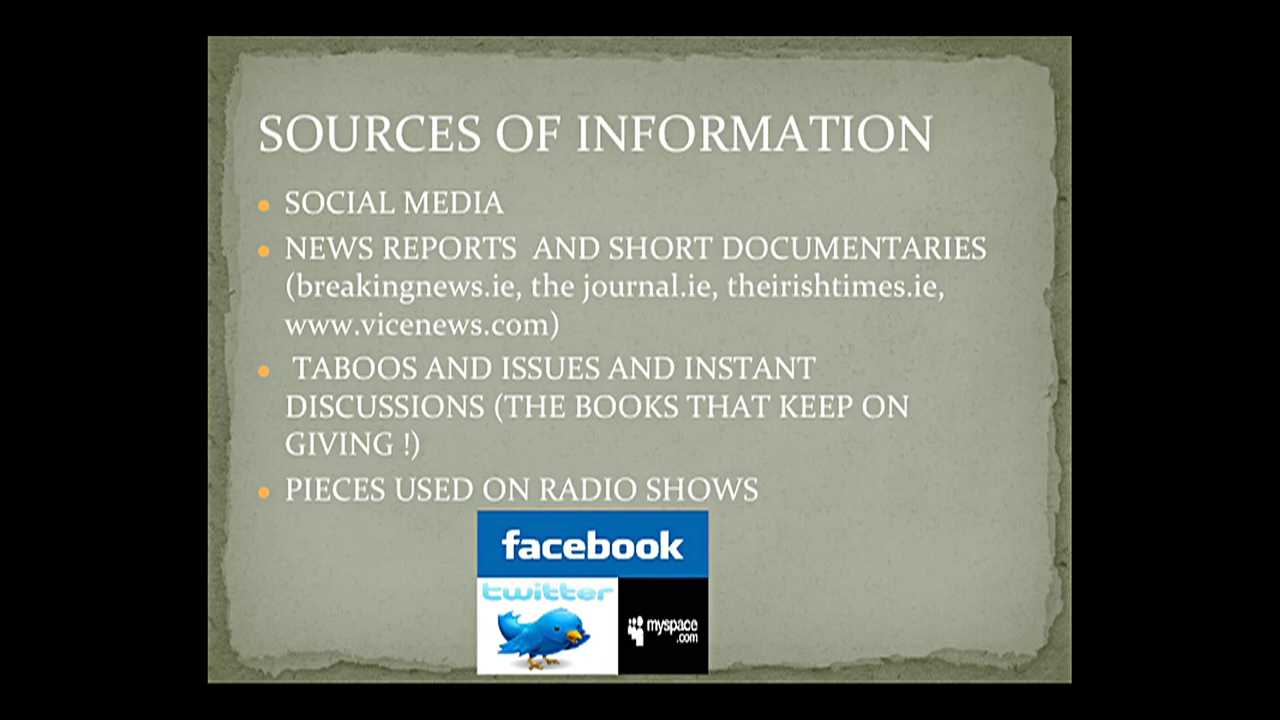 SOURCES OF INFORMATION
SOCIAL MEDIA
NEWS REPORTS AND SHORT DOCUMENTARIES
(breakingnews.ie, the journal.ie, theirishtimes.ie,
www.vicenews.com)
TABOOS AND ISSUES AND INSTANT
DISCUSSIONS (THE BOOKS THAT KEEP ON
GIVING !)
PIECES USED ON RADIO SHOWS
facebook
twitter
myspace
.com